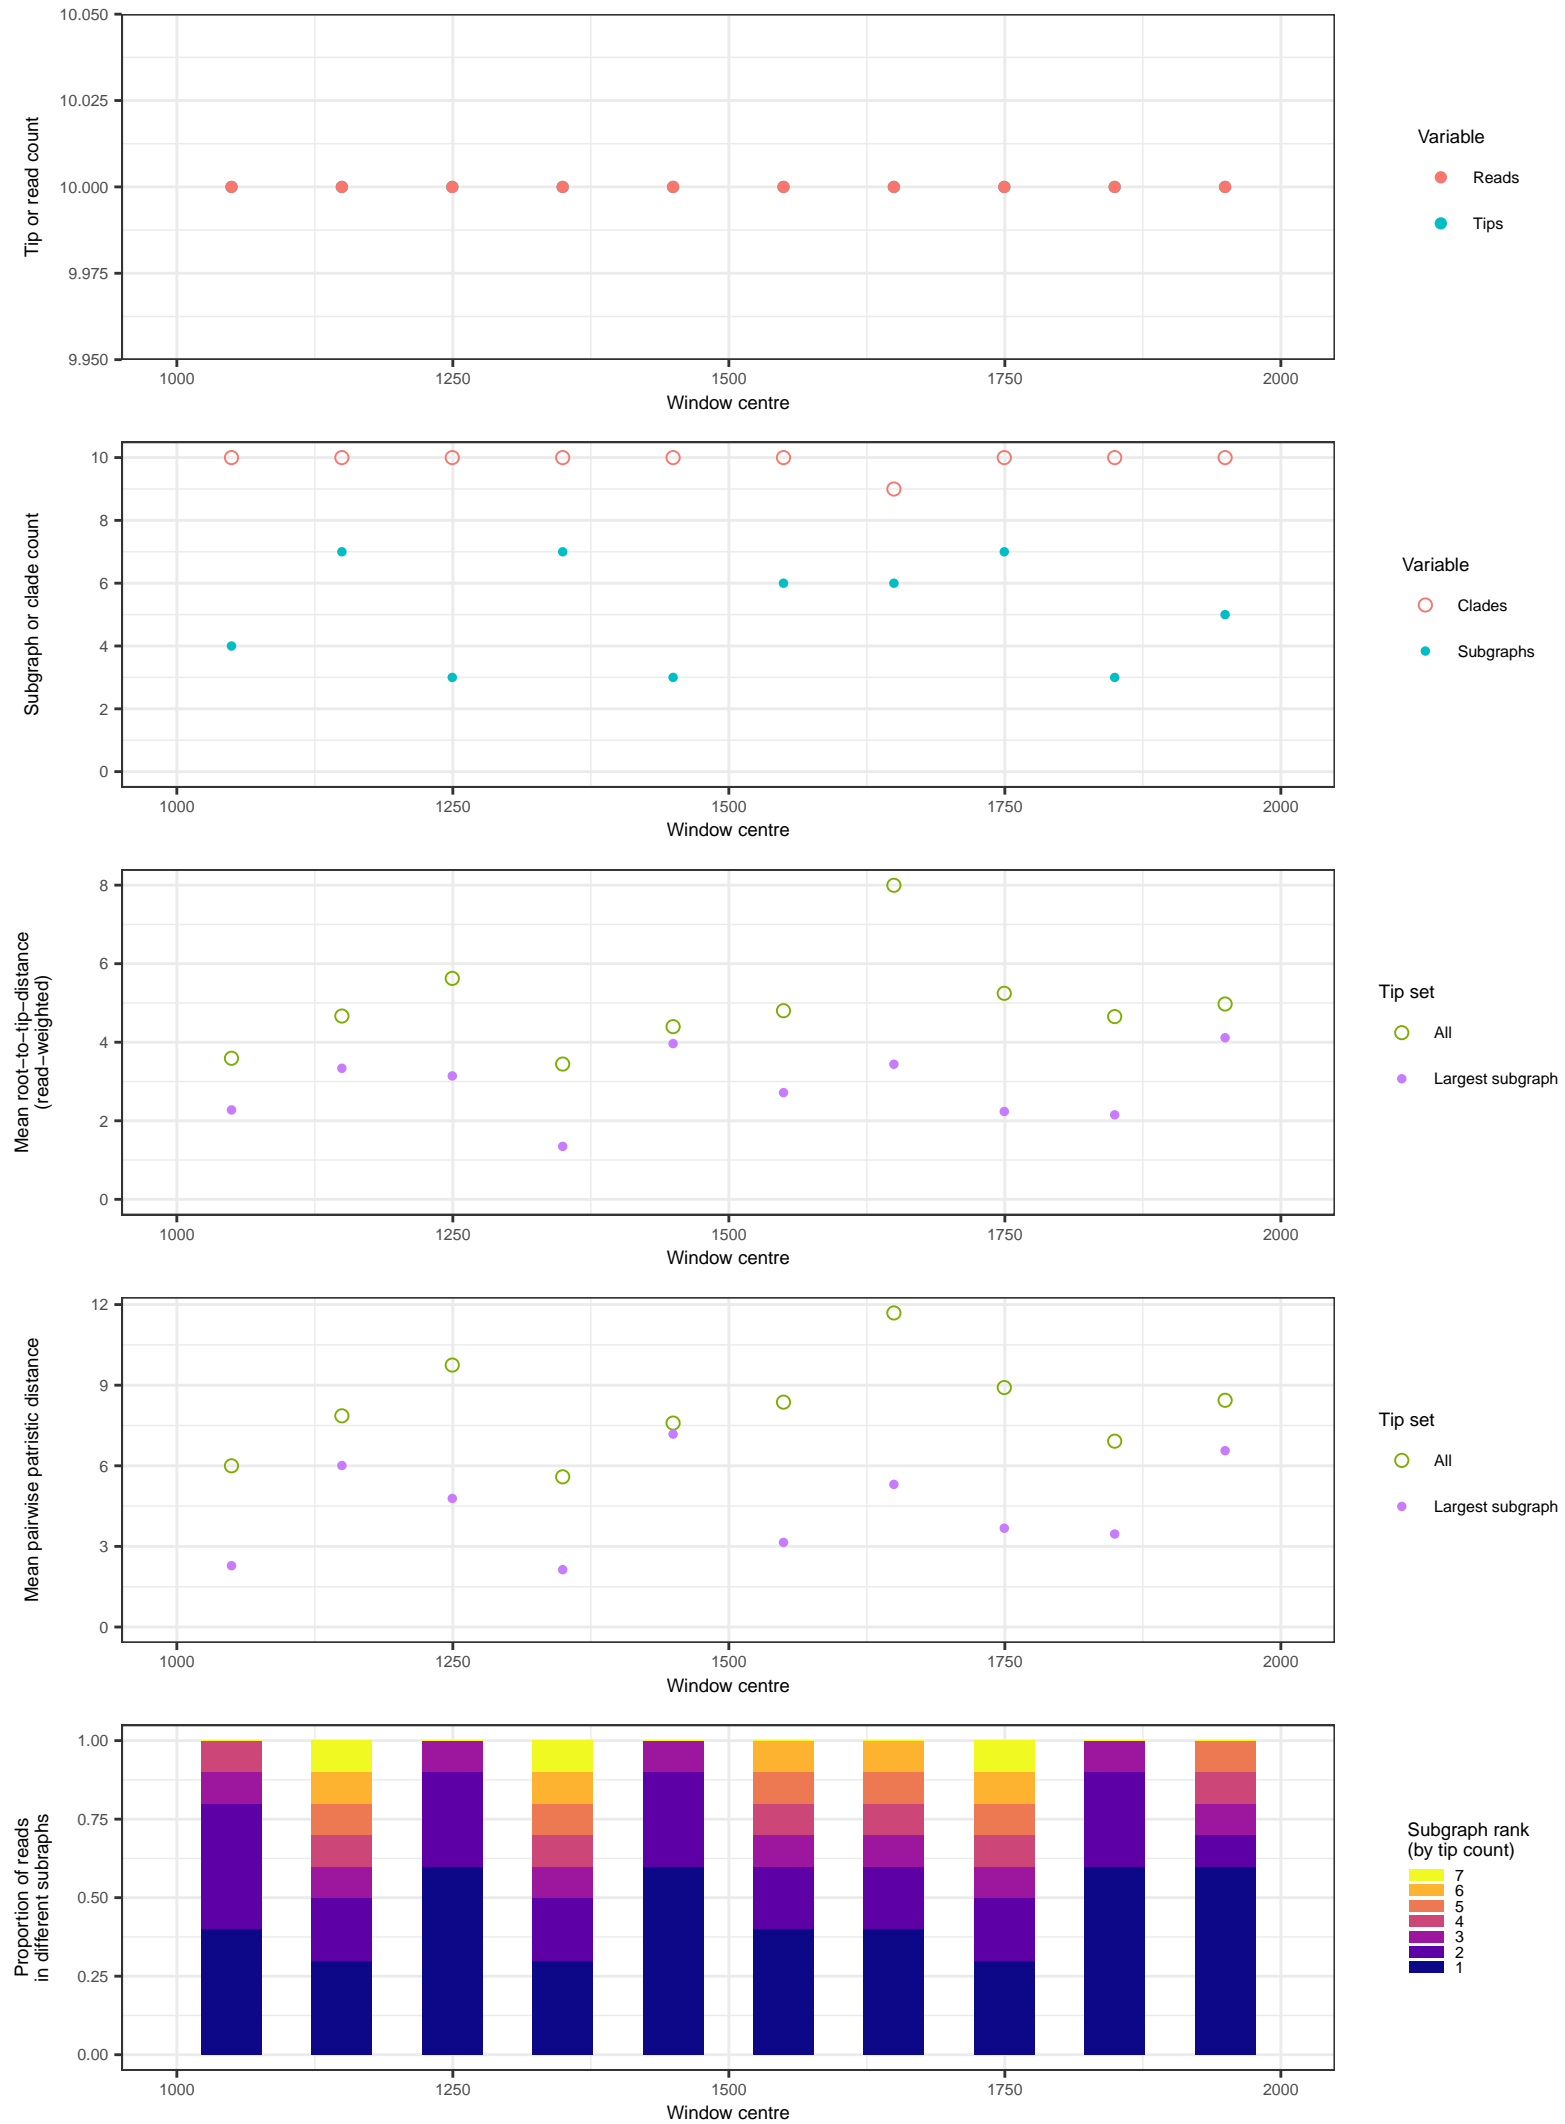 10.050
10.025
10.000
9.975
9.950
Tip or read count
1000 1250 1500 1750 2000
Window centre
Variable
Reads
Tips
10
8
6
4
2
0
Subgraph or clade count
1000 1250 1500 1750 2000
Window centre
Variable
Clades
Subgraphs
8
6
4
2
0
Mean root−to−tip−distance
(read−weighted)
1000 1250 1500 1750 2000
Window centre
Tip set
All
Largest subgraph
12
9
6
3
0
Mean pairwise patristic distance
1000 1250 1500 1750 2000
Window centre
Tip set
All
Largest subgraph
1.00
0.75
0.50
0.25
0.00
Proportion of reads
in different subraphs
1000 1250 1500 1750 2000
Window centre
Subgraph rank
(by tip count)
7
6
5
4
3
2
1